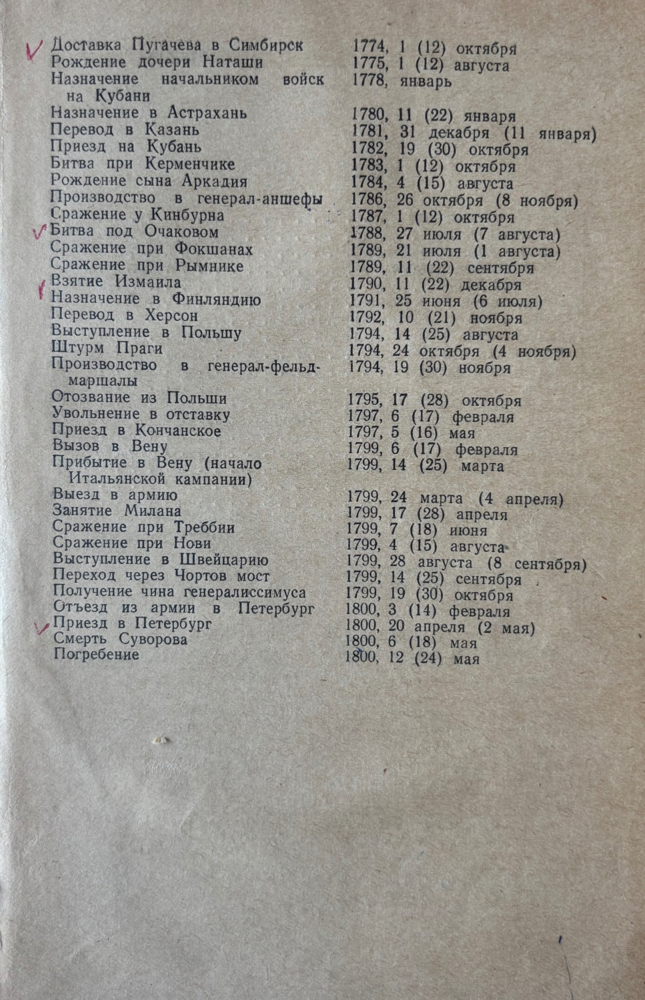 Доставка Пугачева в Симбирск 1774, 1 (12) октября
Рождение дочери Наташи 1775, 1 (12) августа
Назначение начальником войск 1778, январь
на Кубани
Назначение в Астрахань 1780, 11 (22) января
Перевод в Казань 1781, 31 декабря (11 января)
Приезд на Кубань 1782, 19 (30) октября
Битва при Керменчике 1783, 1 (12) октября
Рождение сына Аркадия 1784, 4 (15) августа
Производство в генерал-аншефы 1786, 26 октября (8 ноября)
Сражение у Кинбурна 1787, 1 (12) октября
Битва под Очаковом 1788, 27 июля (7 августа)
Сражение при Фокшанах 1789, 21 июля (1 августа)
Сражение при Рымнике 1789, 11 (22) сентября
Взятие Измаила 1790, 11 (22) декабря
Назначение в Финляндию 1791, 25 июня (6 июля)
Перевод в Херсон 1792, 10 (21) ноября
Выступление в Польшу 1794, 14 (25) августа
Штурм Праги 1794, 24 октября (4 ноября)
Производство в генерал-фельд- 1794, 19 (30) ноября
маршалы
Отозвание из Польши 1795, 17 (28) октября
Увольнение в отставку 1797, 6 (17) февраля
Приезд в Кончанское 1797, 5 (16) мая
Вызов в Вену 1799, 6 (17) февраля
Прибытие в Вену (начало 1799, 14 (25) марта
Итальянской кампании)
Выезд в армию 1799, 24 марта (4 апреля)
Занятие Милана 1799, 17 (28) апреля
Сражение при Треббии 1799, 7 (18) июня
Сражение при Нови 1799, 4 (15) августа
Выступление в Швейцарию 1799, 28 августа (8 сентября)
Переход через Чортов мост 1799, 14 (25) сентября
Получение чина генералиссимуса 1799, 19 (30) октября
Отъезд из армии в Петербург 1800, 3 (14) февраля
Приезд в Петербург 1800, 20 апреля (2 мая)
Смерть Суворова 1800, 6 (18) мая
Погребение 1800, 12 (24) мая